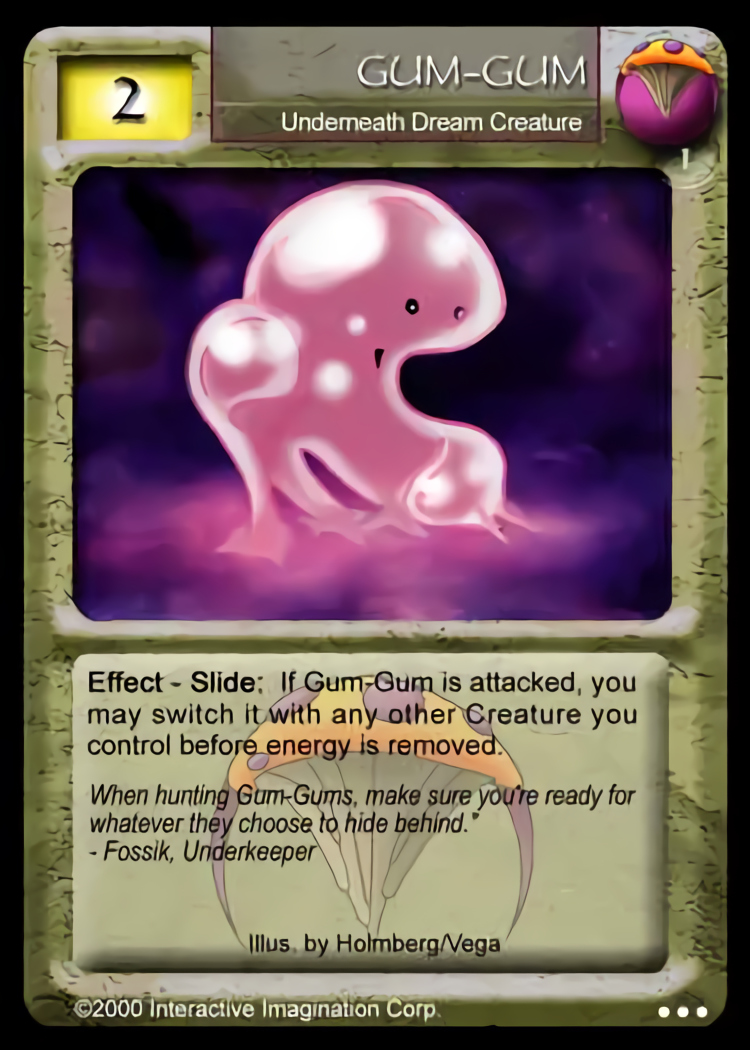 2
GUM-GUM
Underneath Dream Creature
1
Effect - Slide: If Gum-Gum is attacked, you
may switch it with any other Creature you
control before energy is removed.
When hunting Gum-Gums, make sure you're ready for
whatever they choose to hide behind."
- Fossik, Underkeeper
Illus. by Holmberg/Vega
©2000 Interactive Imagination Corp.